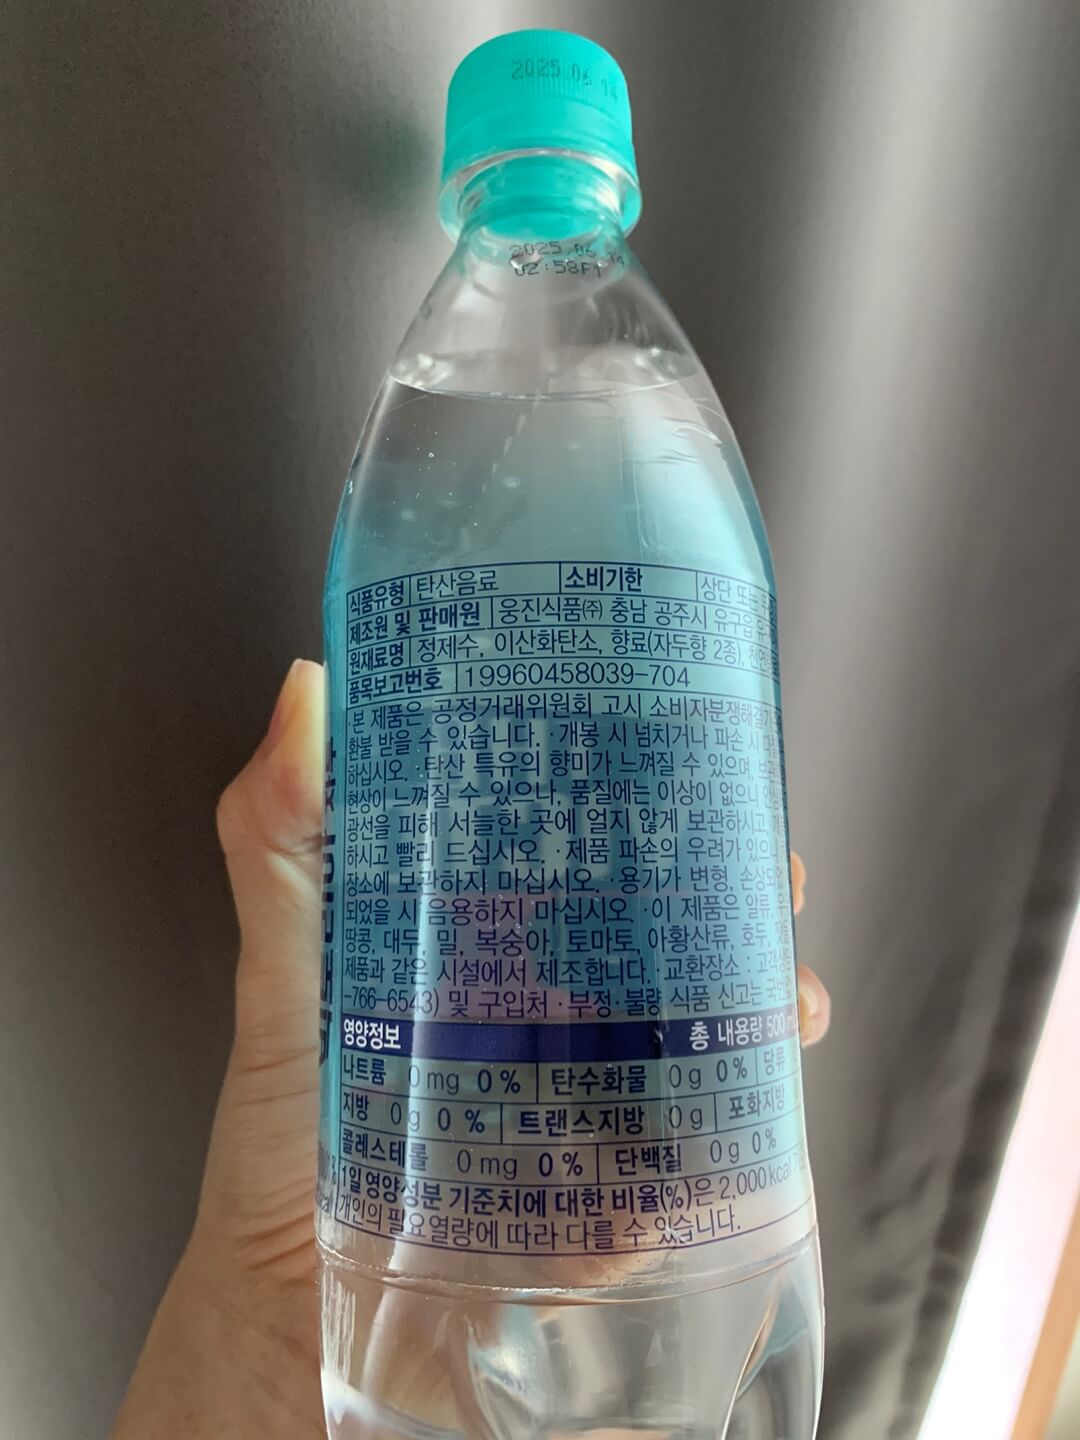 2025.06.14
2025.06.14
02:58F1
식품유형 탄산음료 소비기한 상단 또는
제조원 및 판매원 웅진식품㈜ 충남 공주시 유구읍
원재료명 정제수, 이산화탄소, 향료(자두향 2종),
품목보고번호 19960458039-704
·본 제품은 공정거래위원회 고시 소비자분쟁해결
환불 받을 수 있습니다. ·개봉 시 넘치거나 파손 시
하십시오. ·탄산 특유의 향미가 느껴질 수 있으며,
현상이 느껴질 수 있으나, 품질에는 이상이 없으니
광선을 피해 서늘한 곳에 얼지 않게 보관하시고,
하시고 빨리 드십시오. ·제품 파손의 우려가 있으니
장소에 보관하지 마십시오. ·용기가 변형, 손상되었
되었을 시 음용하지 마십시오. ·이 제품은 알류,
땅콩, 대두, 밀, 복숭아, 토마토, 아황산류, 호두,
제품과 같은 시설에서 제조합니다. ·교환장소 : 고객상담
-766-6543) 및 구입처 ·부정·불량 식품 신고는 국번
영양정보 총 내용량 500
나트륨 0mg 0% 탄수화물 0g 0% 당류
지방 0g 0% 트랜스지방 0g 포화지방
콜레스테롤 0mg 0% 단백질 0g 0%
1일 영양성분 기준치에 대한 비율(%)은 2,000kcal
개인의 필요 열량에 따라 다를 수 있습니다.